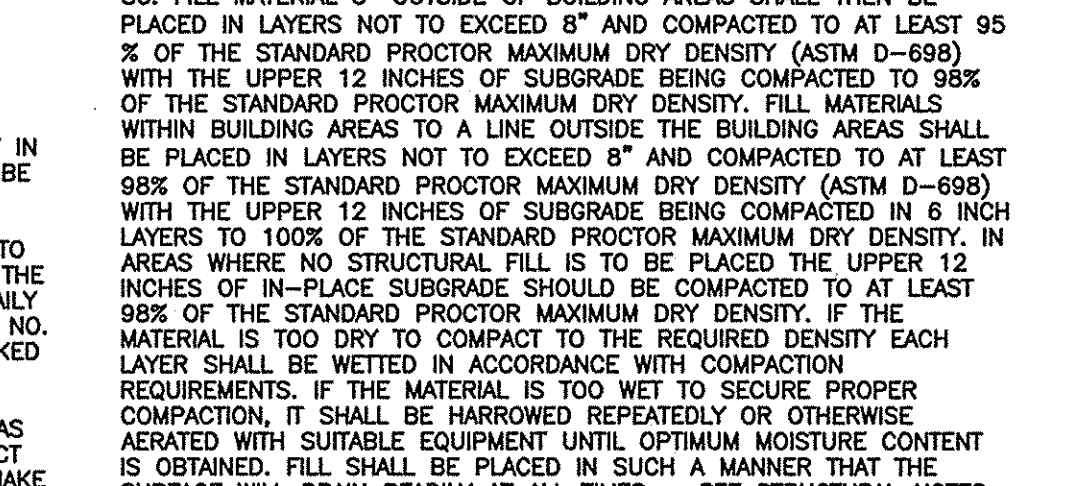 PLACED IN LAYERS NOT TO EXCEED 8" AND COMPACTED TO AT LEAST 95
% OF THE STANDARD PROCTOR MAXIMUM DRY DENSITY (ASTM D-698)
WITH THE UPPER 12 INCHES OF SUBGRADE BEING COMPACTED TO 98%
OF THE STANDARD PROCTOR MAXIMUM DRY DENSITY. FILL MATERIALS
WITHIN BUILDING AREAS TO A LINE OUTSIDE THE BUILDING AREAS SHALL
BE PLACED IN LAYERS NOT TO EXCEED 8" AND COMPACTED TO AT LEAST
98% OF THE STANDARD PROCTOR MAXIMUM DRY DENSITY (ASTM D-698)
WITH THE UPPER 12 INCHES OF SUBGRADE BEING COMPACTED IN 6 INCH
LAYERS TO 100% OF THE STANDARD PROCTOR MAXIMUM DRY DENSITY. IN
AREAS WHERE NO STRUCTURAL FILL IS TO BE PLACED THE UPPER 12
INCHES OF IN-PLACE SUBGRADE SHOULD BE COMPACTED TO AT LEAST
98% OF THE STANDARD PROCTOR MAXIMUM DRY DENSITY. IF THE
MATERIAL IS TOO DRY TO COMPACT TO THE REQUIRED DENSITY EACH
LAYER SHALL BE WETTED IN ACCORDANCE WITH COMPACTION
REQUIREMENTS. IF THE MATERIAL IS TOO WET TO SECURE PROPER
COMPACTION, IT SHALL BE HARROWED REPEATEDLY OR OTHERWISE
AERATED WITH SUITABLE EQUIPMENT UNTIL OPTIMUM MOISTURE CONTENT
IS OBTAINED. FILL SHALL BE PLACED IN SUCH A MANNER THAT THE
IN
BE
TO
THE
NO.